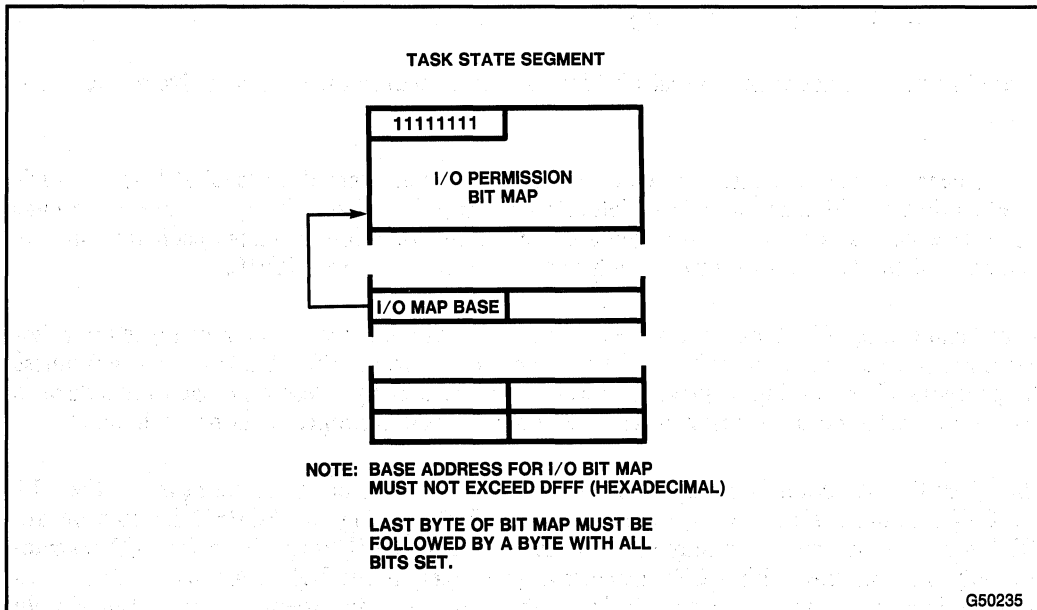 TASK STATE SEGMENT
11111111
I/O PERMISSION
BIT MAP
I/O MAP BASE
NOTE: BASE ADDRESS FOR I/O BIT MAP
MUST NOT EXCEED DFFF (HEXADECIMAL)
LAST BYTE OF BIT MAP MUST BE
FOLLOWED BY A BYTE WITH ALL
BITS SET.
G50235